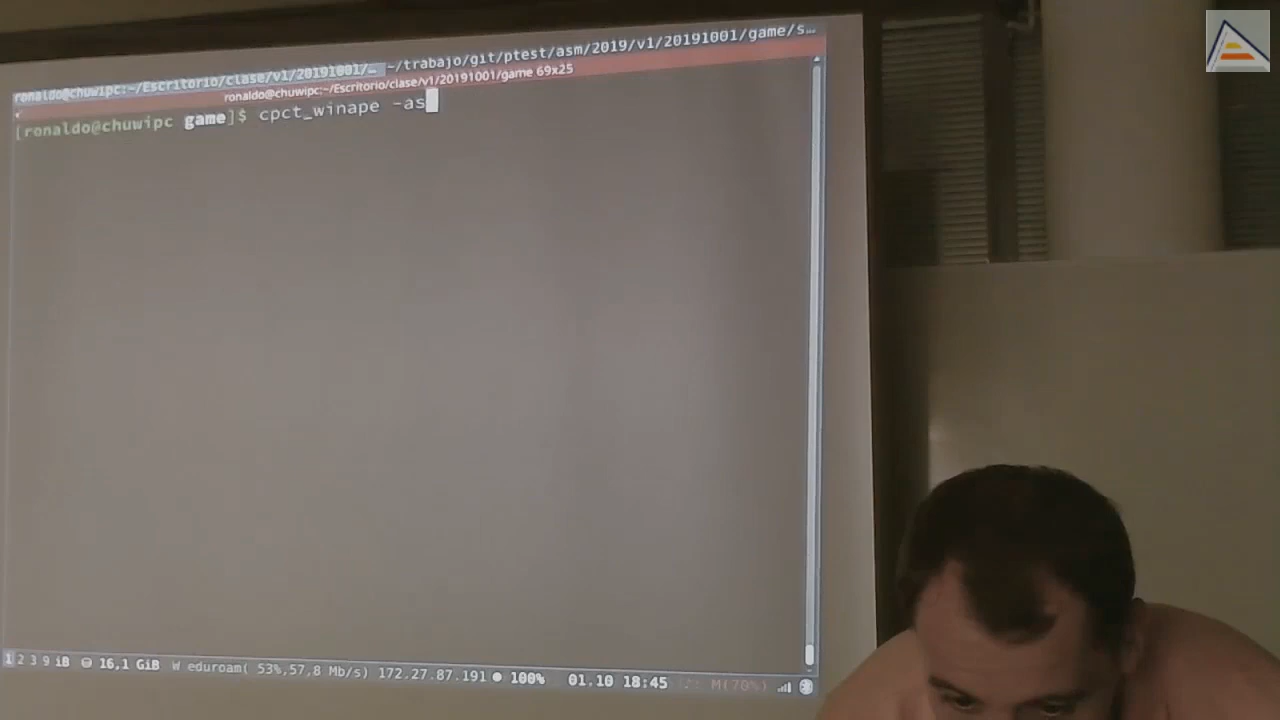 ronaldo@chuwipc:~/Escritorio/clase/v1/20191001/… ~/trabajo/git/ptest/asm/2019/v1/20191001/game/s…
ronaldo@chuwipc:~/Escritorio/clase/v1/20191001/game 69x25
[ronaldo@chuwipc game]$ cpct_winape -as
1 2 3 9 iB 16,1 GiB W eduroam( 53%,57,8 Mb/s) 172.27.87.191 100% 01.10 18:45 M(70%)